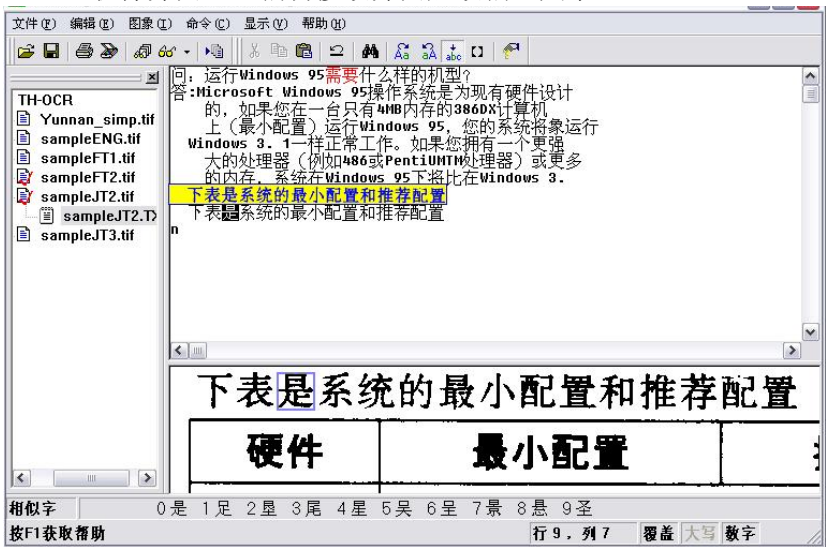 文件(F) 编辑(E) 图象(I) 命令(C) 显示(V) 帮助(H)
TH-OCR
Yunnan_simp.tif
sampleENG.tif
sampleFT1.tif
sampleFT2.tif
sampleJT2.tif
sampleJT2.T
sampleJT3.tif
问：运行Windows 95需要什么样的机型?
答:Microsoft Windows 95操作系统是为现有硬件设计
的，如果您在一台只有4MB内存的386DX计算机
上（最小配置）运行Windows 95，您的系统将象运行
Windows 3. 1一样正常工作。如果您拥有一个更强
大的处理器（例如486或PentiUMTM处理器）或更多
的内存，系统在Windows 95下将比在Windows 3.
下表是系统的最小配置和推荐配置
下表是系统的最小配置和推荐配置
n
下表是系统的最小配置和推荐配置
硬件 最小配置
相似字 0是 1足 2昰 3尾 4星 5吴 6呈 7景 8悬 9圣
按F1获取帮助 行 9，列 7 覆盖 大写 数字